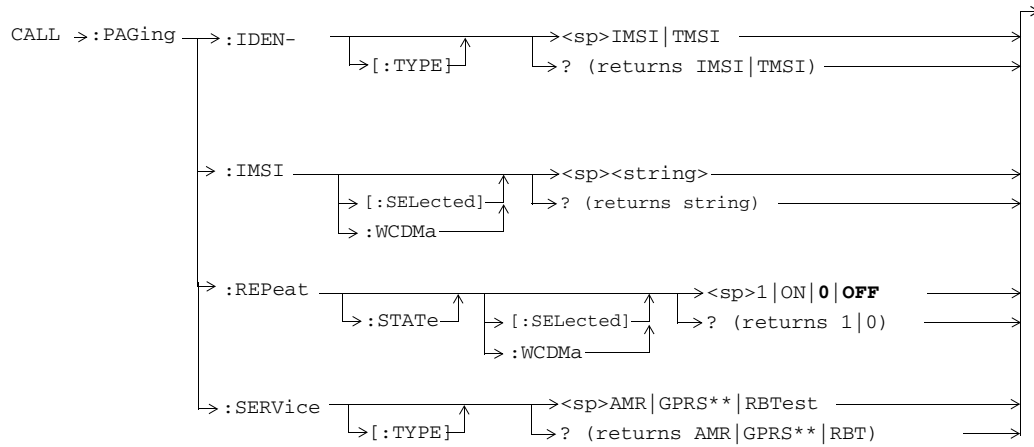 CALL :PAGing :IDEN- <sp>IMSI|TMSI
[:TYPE] ? (returns IMSI|TMSI)
:IMSI <sp><string>
[:SELected] ? (returns string)
:WCDMa
:REPeat <sp>1|ON|0|OFF
:STATe [:SELected] ? (returns 1|0)
:WCDMa
:SERVice <sp>AMR|GPRS**|RBTest
[:TYPE] ? (returns AMR|GPRS**|RBT)